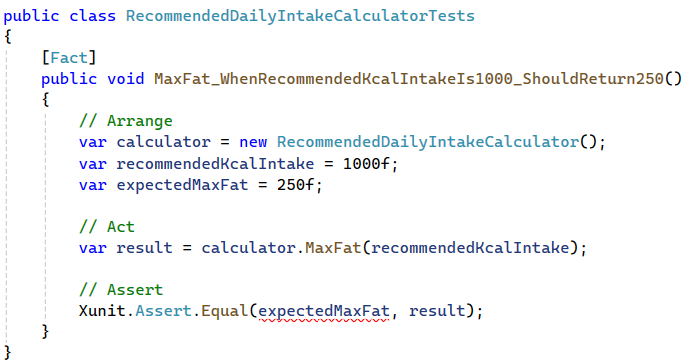 public class RecommendedDailyIntakeCalculatorTests
{
    [Fact]
    public void MaxFat_WhenRecommendedKcalIntakeIs1000_ShouldReturn250()
    {
        // Arrange
        var calculator = new RecommendedDailyIntakeCalculator();
        var recommendedKcalIntake = 1000f;
        var expectedMaxFat = 250f;

        // Act
        var result = calculator.MaxFat(recommendedKcalIntake);

        // Assert
        Xunit.Assert.Equal(expectedMaxFat, result);
    }
}